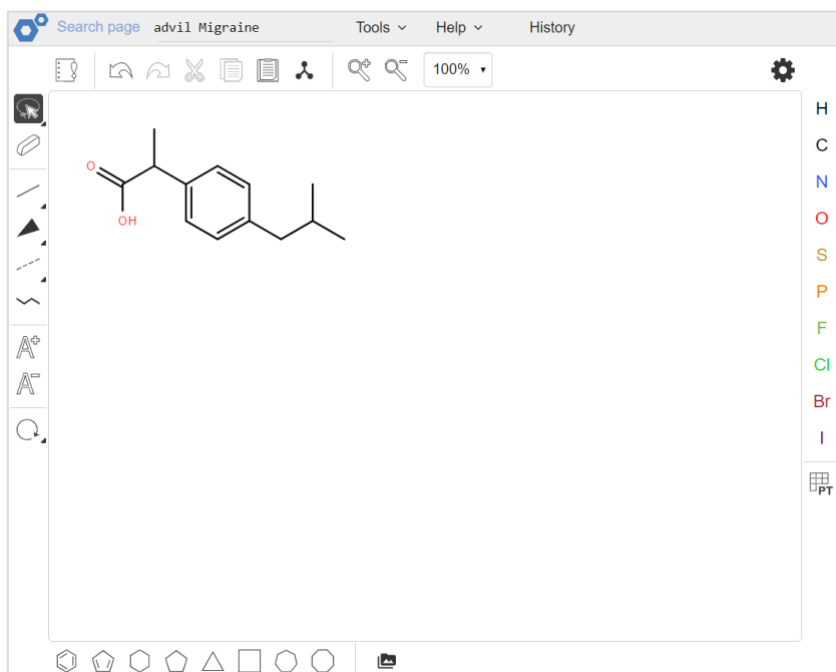 Search page advil Migraine Tools Help History
100%
H
C
N
O
S
P
F
Cl
Br
I
PT
O
OH
A+
A-